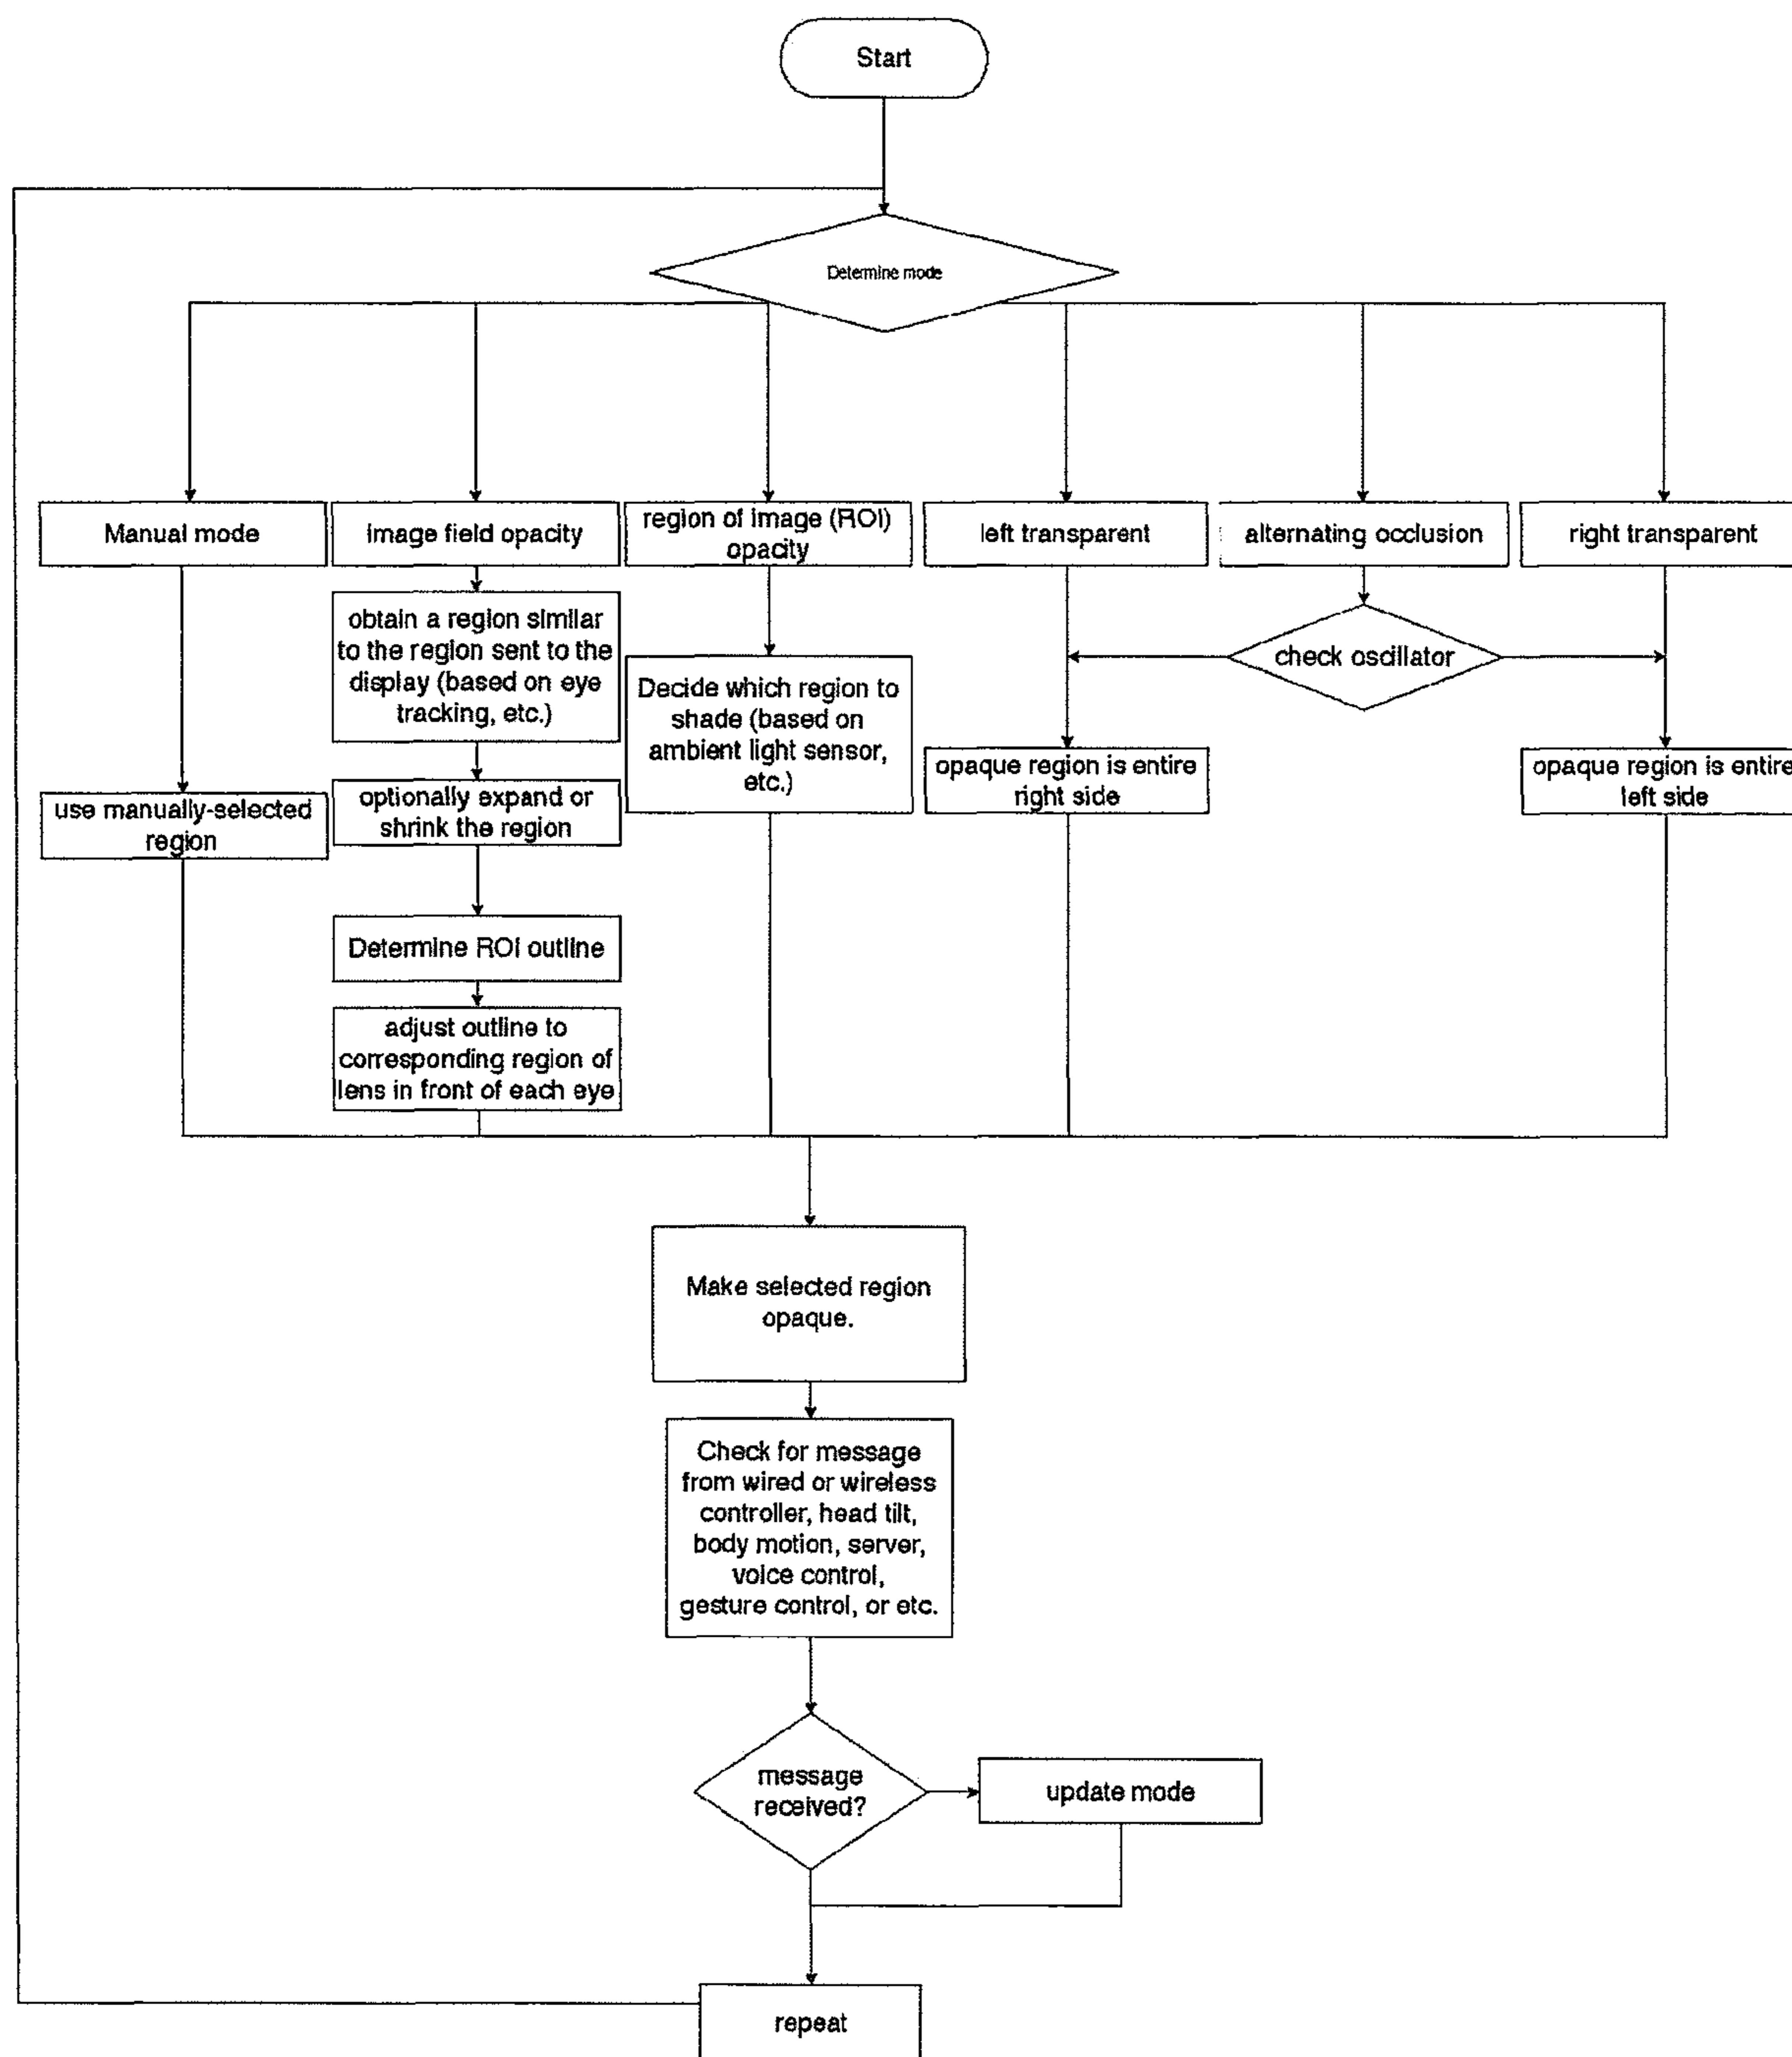 Start
Determine mode
Manual mode
image field opacity
region of image (ROI)
opacity
left transparent
alternating occlusion
right transparent
obtain a region similar
to the region sent to the
display (based on eye
tracking, etc.)
check oscillator
Decide which region to
shade (based on
ambient light sensor,
etc.)
opaque region is entire
right side
opaque region is entire
left side
use manually-selected
region
optionally expand or
shrink the region
Determine ROI outline
adjust outline to
corresponding region of
lens in front of each eye
Make selected region
opaque.
Check for message
from wired or wireless
controller, head tilt,
body motion, server,
voice control,
gesture control, or etc.
message
received?
update mode
repeat